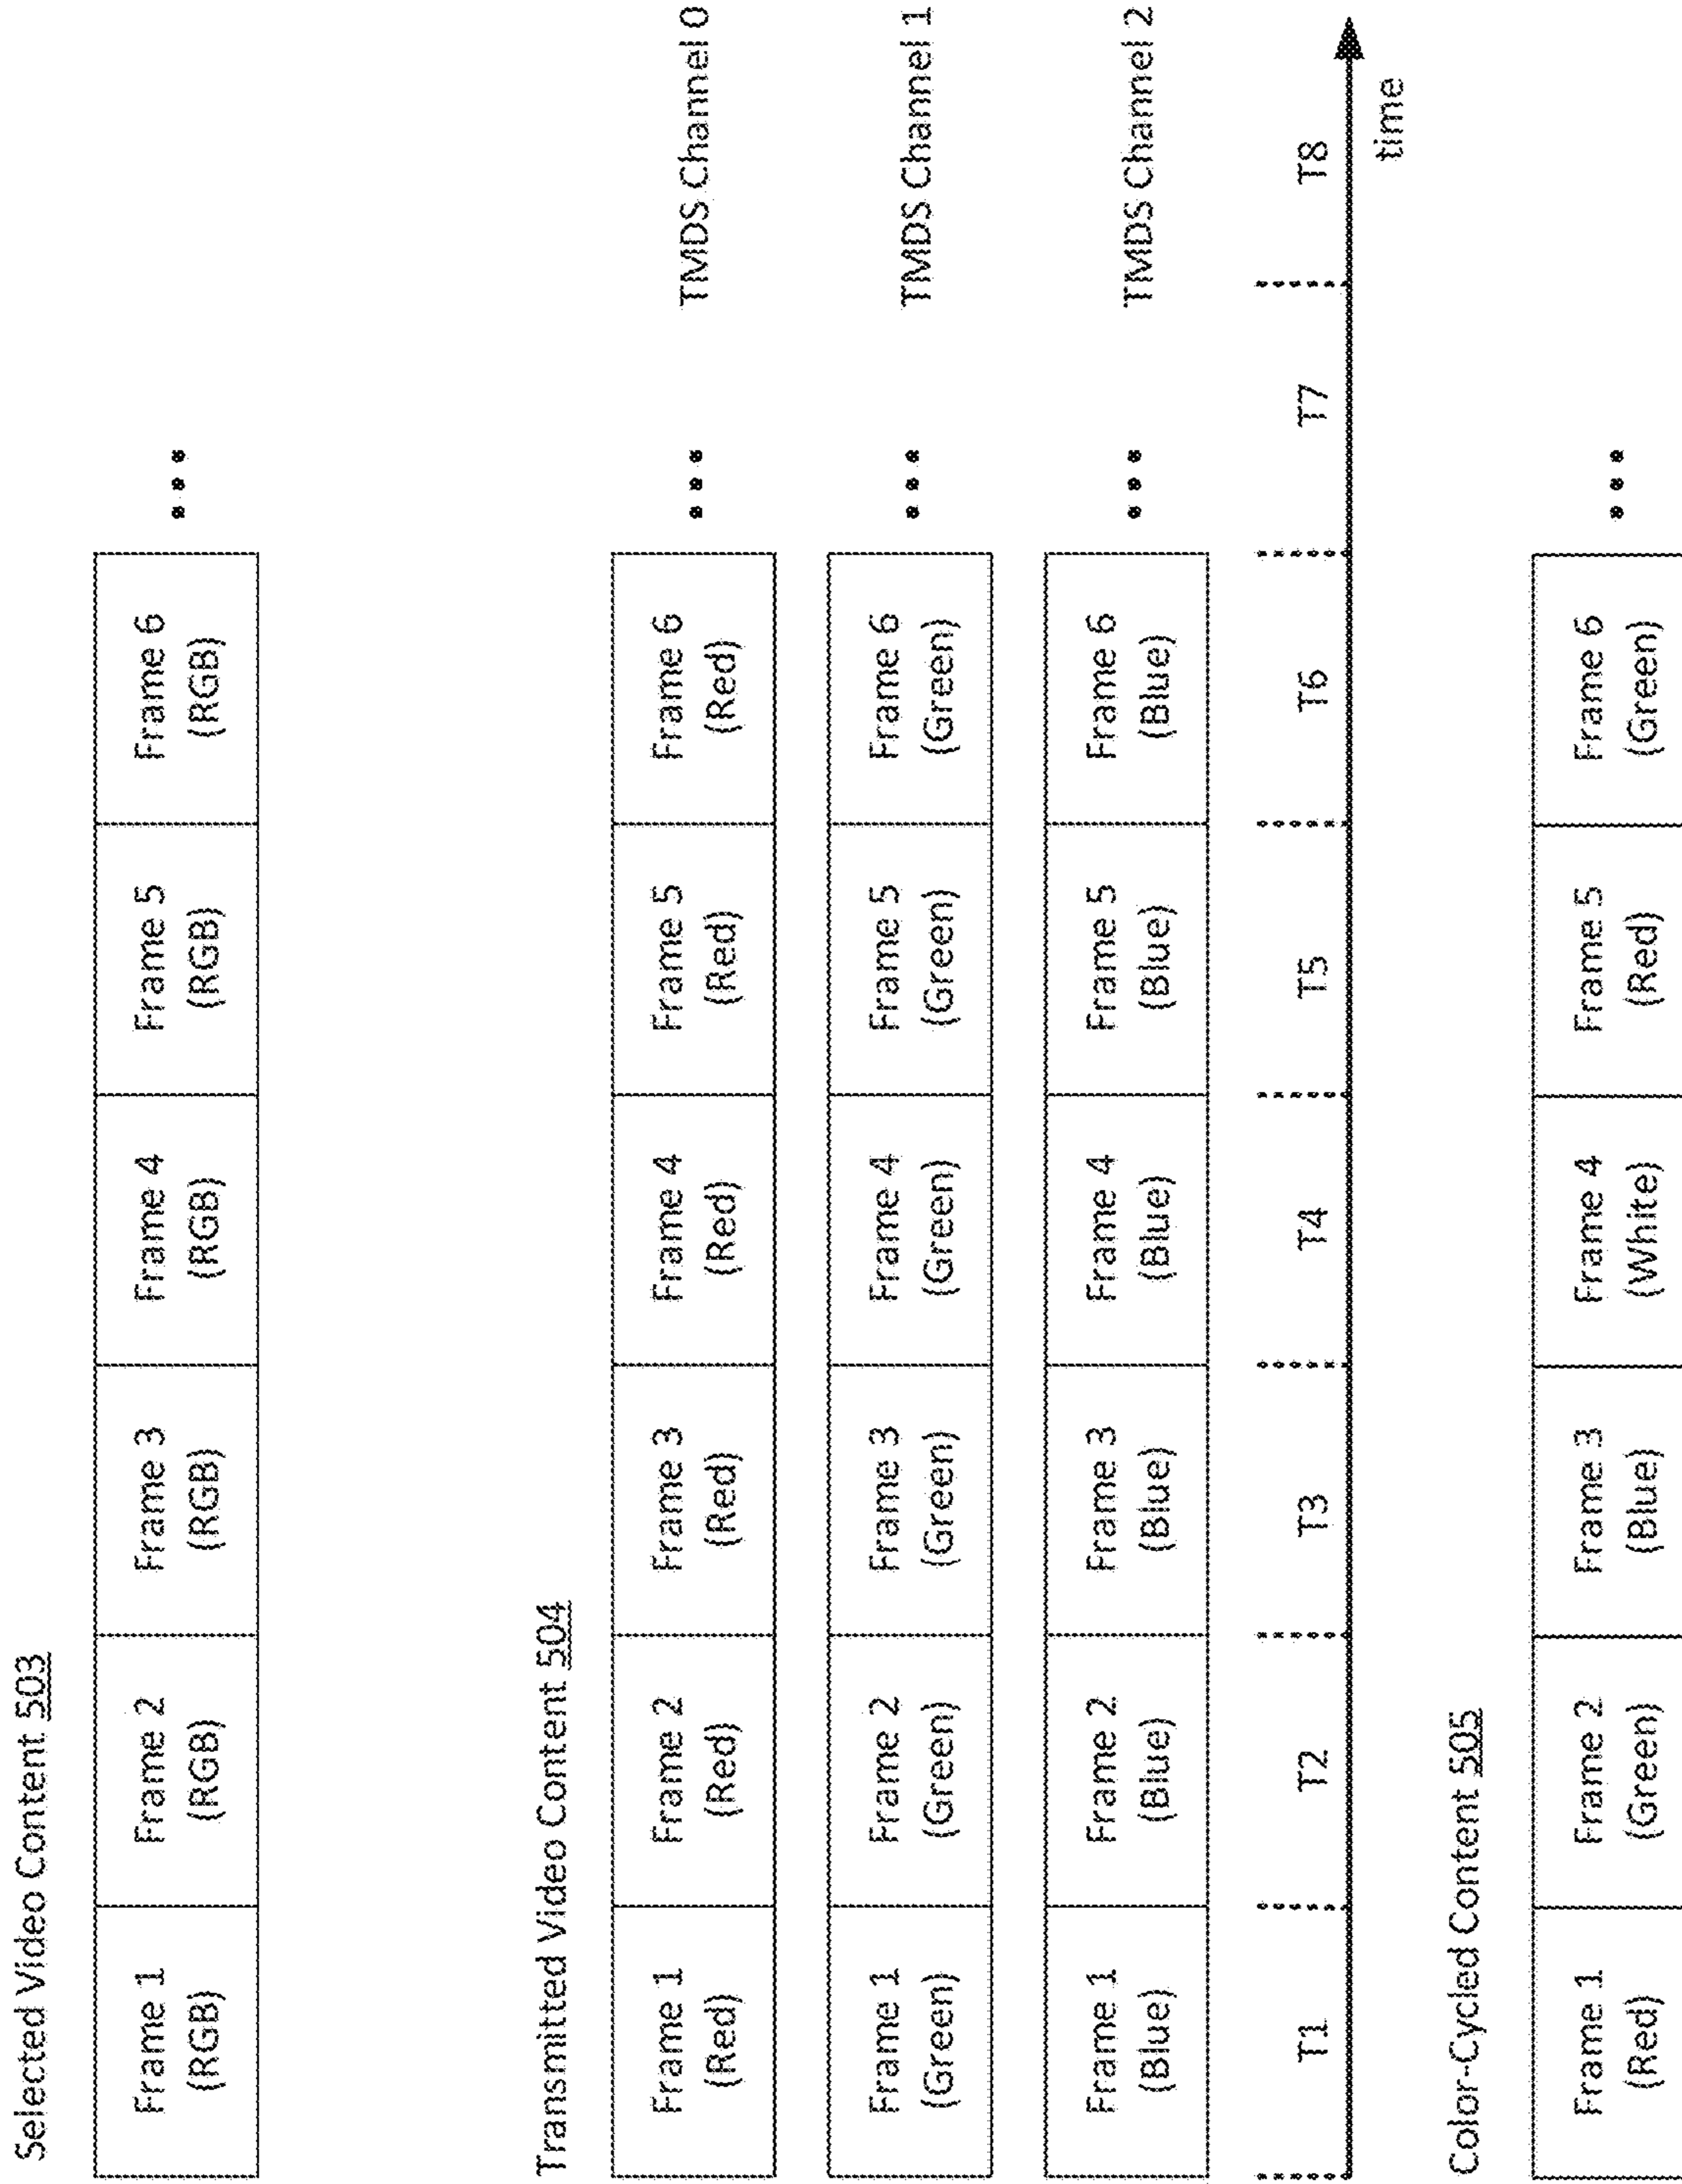 Selected Video Content 503
Frame 1
(RGB)
Frame 2
(RGB)
Frame 3
(RGB)
Frame 4
(RGB)
Frame 5
(RGB)
Frame 6
(RGB)
Transmitted Video Content 504
Frame 1
(Red)
Frame 2
(Red)
Frame 3
(Red)
Frame 4
(Red)
Frame 5
(Red)
Frame 6
(Red)
TMDS Channel 0
Frame 1
(Green)
Frame 2
(Green)
Frame 3
(Green)
Frame 4
(Green)
Frame 5
(Green)
Frame 6
(Green)
TMDS Channel 1
Frame 1
(Blue)
Frame 2
(Blue)
Frame 3
(Blue)
Frame 4
(Blue)
Frame 5
(Blue)
Frame 6
(Blue)
TMDS Channel 2
T1
T2
T3
T4
T5
T6
T7
T8
time
Color-Cycled Content 505
Frame 1
(Red)
Frame 2
(Green)
Frame 3
(Blue)
Frame 4
(White)
Frame 5
(Red)
Frame 6
(Green)